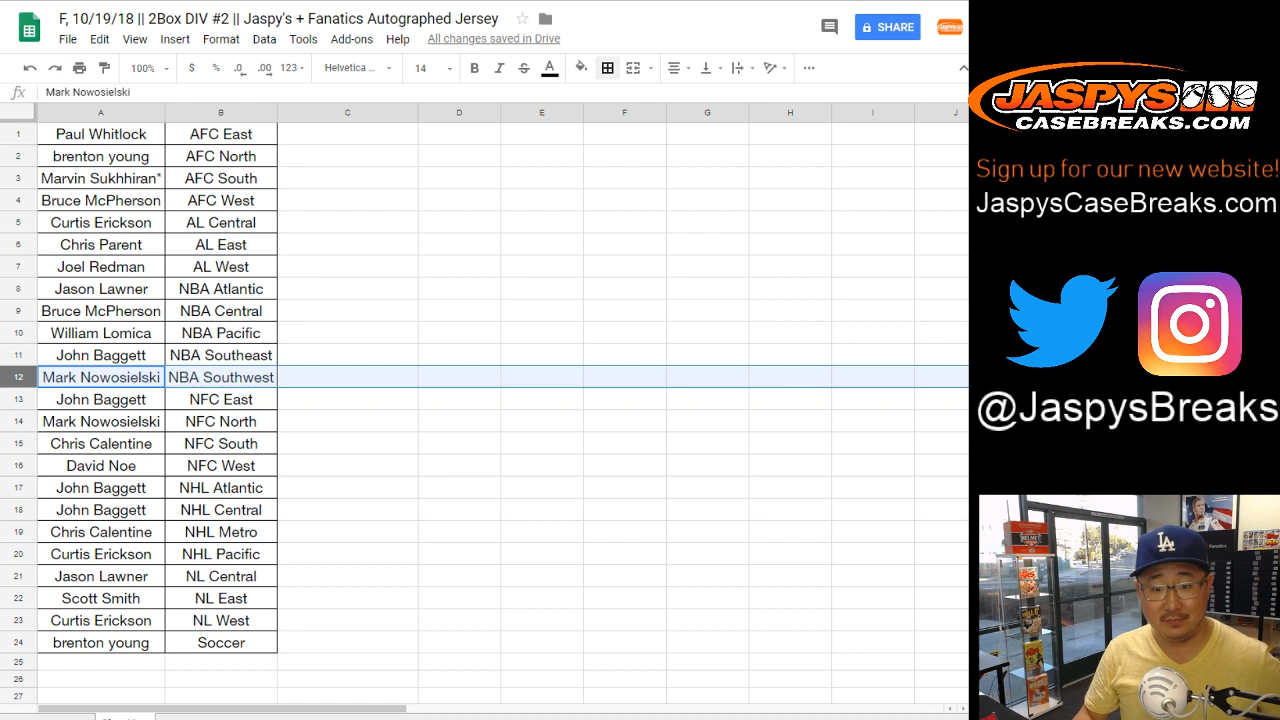 F, 10/19/18 || 2Box DIV #2 || Jaspy's + Fanatics Autographed Jersey
File Edit View Insert Format Data Tools Add-ons Help All changes saved in Drive
SHARE
100% $ % .0 .00 123 Helvetica ... 14 B I S A
fx Mark Nowosielski
A B C D E F G H I J
1 Paul Whitlock AFC East
2 brenton young AFC North
3 Marvin Sukhhiran* AFC South
4 Bruce McPherson AFC West
5 Curtis Erickson AL Central
6 Chris Parent AL East
7 Joel Redman AL West
8 Jason Lawner NBA Atlantic
9 Bruce McPherson NBA Central
10 William Lomica NBA Pacific
11 John Baggett NBA Southeast
12 Mark Nowosielski NBA Southwest
13 John Baggett NFC East
14 Mark Nowosielski NFC North
15 Chris Calentine NFC South
16 David Noe NFC West
17 John Baggett NHL Atlantic
18 John Baggett NHL Central
19 Chris Calentine NHL Metro
20 Curtis Erickson NHL Pacific
21 Jason Lawner NL Central
22 Scott Smith NL East
23 Curtis Erickson NL West
24 brenton young Soccer
25
26
27
JASPYS
CASEBREAKS.COM
Sign up for our new website!
JaspysCaseBreaks.com
@JaspysBreaks
HELMET
Fanatics
LA